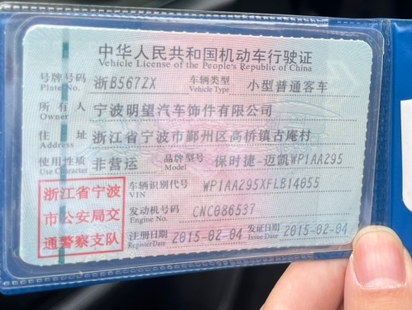 中华人民共和国机动车行驶证
Vehicle License of the People's Republic of China
号牌号码 浙B567ZX 车辆类型 小型普通客车
Plate No. Vehicle Type
所有人 宁波明望汽车饰件有限公司
Owner
住址 浙江省宁波市鄞州区高桥镇古庵村
Address
使用性质 非营运 品牌型号 保时捷-迈凯WP1AA295
Use Character Model
浙江省宁波
市公安局交
通警察支队
车辆识别代号 WP1AA295XFLB14055
VIN
发动机号码 CNC086537
Engine No.
注册日期 2015-02-04 发证日期 2015-02-04
Register Date Issue Date